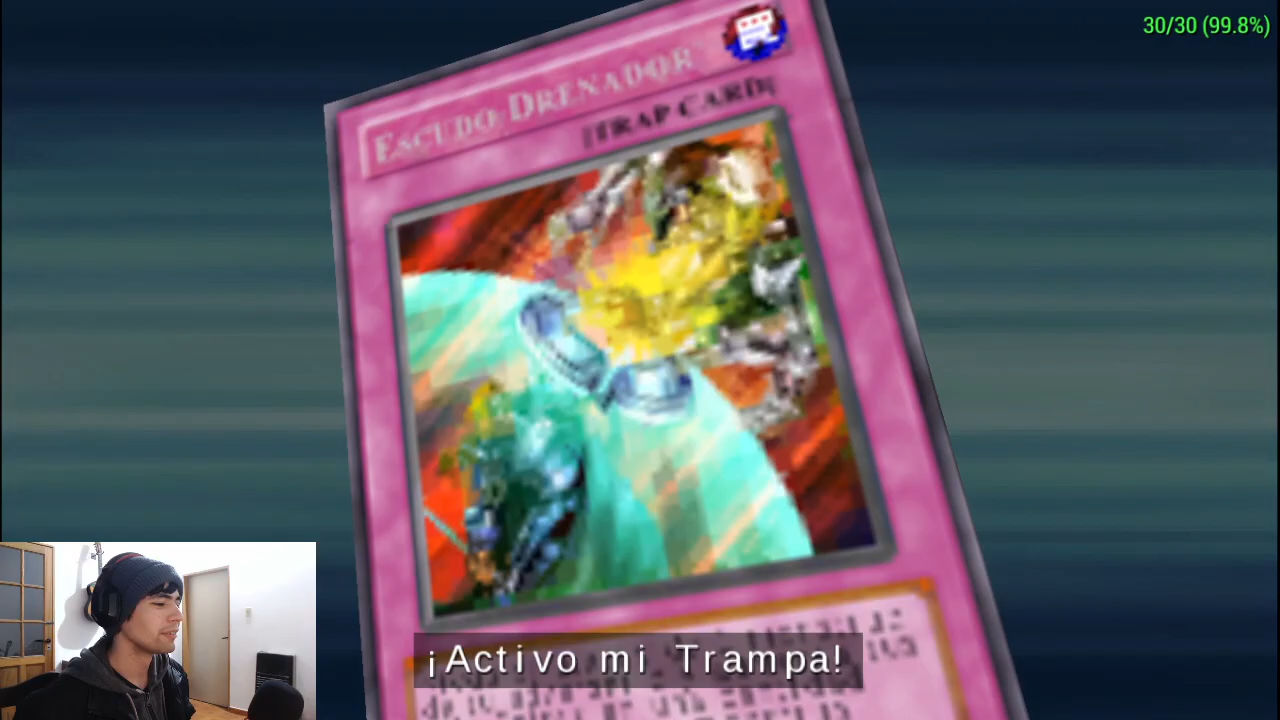 30/30 (99.8%)
ESCUDO DRENADOR
[TRAP CARD]
¡Activo mi Trampa!